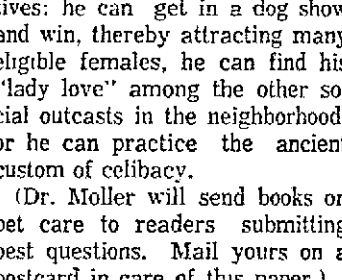 tives: he can get in a dog show
and win, thereby attracting many
eligible females, he can find his
"lady love" among the other so-
cial outcasts in the neighborhood,
or he can practice the ancient
custom of celibacy.
(Dr. Moller will send books on
pet care to readers submitting
best questions. Mail yours on a
postcard in care of this paper.)